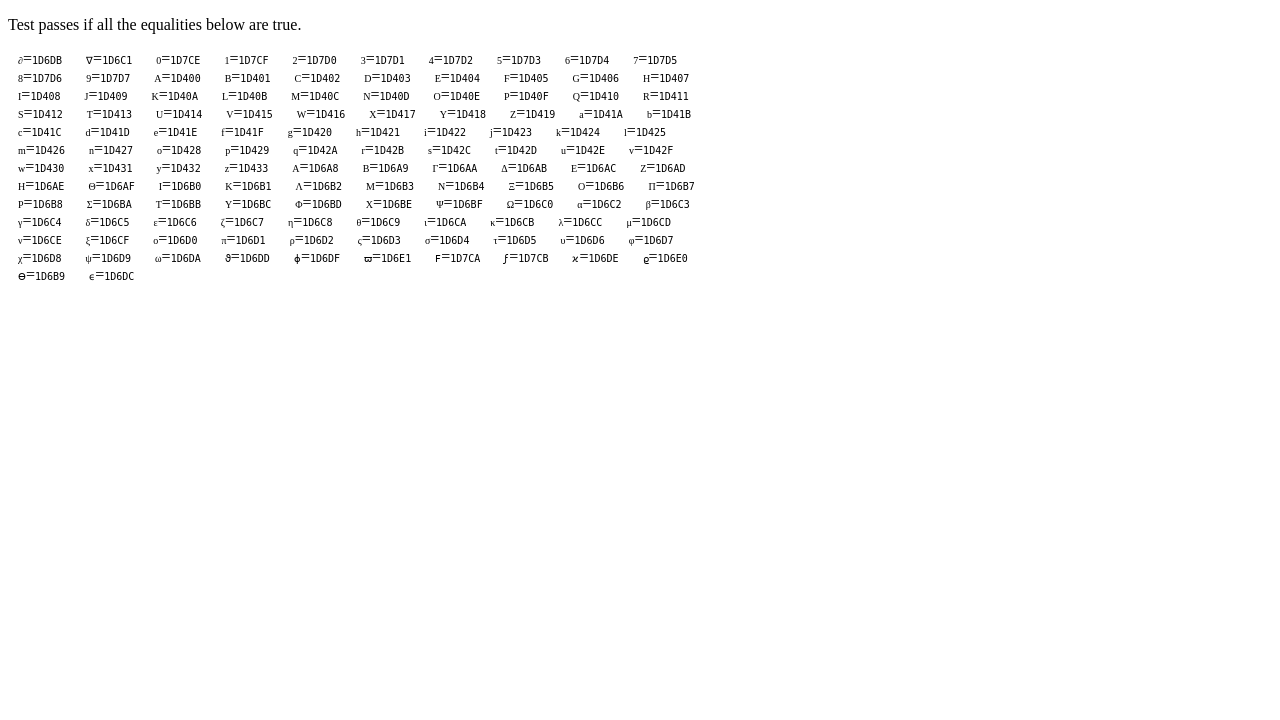 Test passes if all the equalities below are true.
∂=1D6DB ∇=1D6C1 0=1D7CE 1=1D7CF 2=1D7D0 3=1D7D1 4=1D7D2 5=1D7D3 6=1D7D4 7=1D7D5
8=1D7D6 9=1D7D7 A=1D400 B=1D401 C=1D402 D=1D403 E=1D404 F=1D405 G=1D406 H=1D407
I=1D408 J=1D409 K=1D40A L=1D40B M=1D40C N=1D40D O=1D40E P=1D40F Q=1D410 R=1D411
S=1D412 T=1D413 U=1D414 V=1D415 W=1D416 X=1D417 Y=1D418 Z=1D419 a=1D41A b=1D41B
c=1D41C d=1D41D e=1D41E f=1D41F g=1D420 h=1D421 i=1D422 j=1D423 k=1D424 l=1D425
m=1D426 n=1D427 o=1D428 p=1D429 q=1D42A r=1D42B s=1D42C t=1D42D u=1D42E v=1D42F
w=1D430 x=1D431 y=1D432 z=1D433 Α=1D6A8 Β=1D6A9 Γ=1D6AA Δ=1D6AB Ε=1D6AC Ζ=1D6AD
Η=1D6AE Θ=1D6AF Ι=1D6B0 Κ=1D6B1 Λ=1D6B2 Μ=1D6B3 Ν=1D6B4 Ξ=1D6B5 Ο=1D6B6 Π=1D6B7
Ρ=1D6B8 Σ=1D6BA Τ=1D6BB Υ=1D6BC Φ=1D6BD Χ=1D6BE Ψ=1D6BF Ω=1D6C0 α=1D6C2 β=1D6C3
γ=1D6C4 δ=1D6C5 ε=1D6C6 ζ=1D6C7 η=1D6C8 θ=1D6C9 ι=1D6CA κ=1D6CB λ=1D6CC μ=1D6CD
ν=1D6CE ξ=1D6CF ο=1D6D0 π=1D6D1 ρ=1D6D2 ς=1D6D3 σ=1D6D4 τ=1D6D5 υ=1D6D6 φ=1D6D7
χ=1D6D8 ψ=1D6D9 ω=1D6DA ϑ=1D6DD ϕ=1D6DF ϖ=1D6E1 Ϝ=1D7CA ϝ=1D7CB ϰ=1D6DE ϱ=1D6E0
ϴ=1D6B9 ϵ=1D6DC